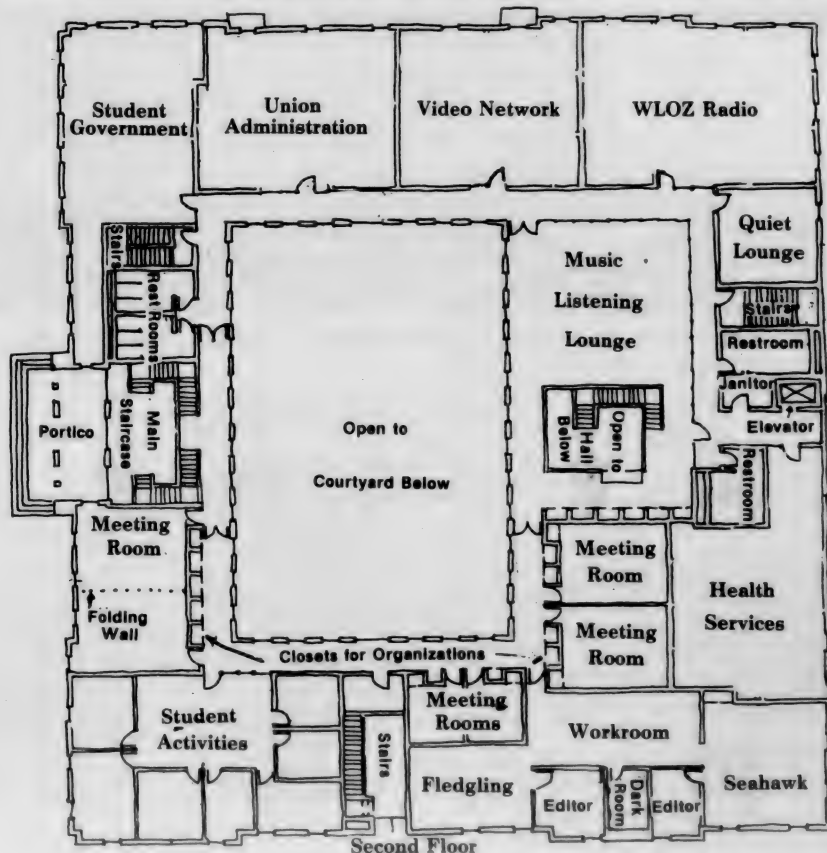 Student
Government
Union
Administration
Video Network
WLOZ Radio
Stairs
Rest Rooms
Music
Listening
Lounge
Quiet
Lounge
Stairs
Restroom
Janitor
Elevator
Portico
Main
Staircase
Open to
Courtyard Below
Open to
Hall
Below
Restroom
Meeting
Room
Folding
Wall
Meeting
Room
Meeting
Room
Health
Services
Closets for Organizations
Student
Activities
Stairs
Meeting
Rooms
Workroom
Fledgling
Editor
Dark
Room
Editor
Seahawk
Second Floor